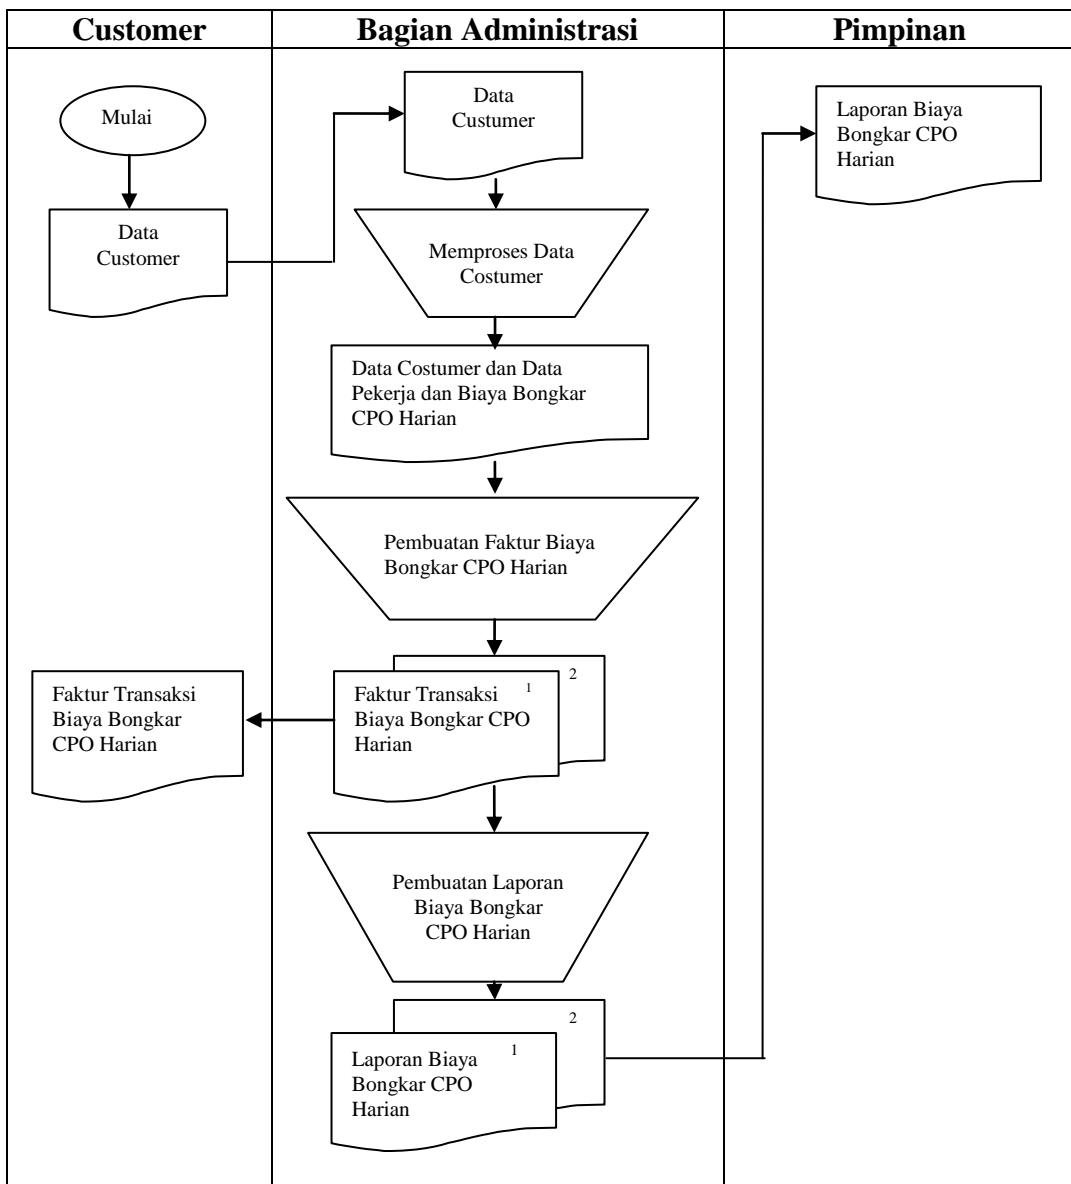 Customer
Bagian Administrasi
Pimpinan
Mulai
Data
Customer
Data
Custumer
Memproses Data
Costumer
Data Costumer dan Data
Pekerja dan Biaya Bongkar
CPO Harian
Pembuatan Faktur Biaya
Bongkar CPO Harian
2
Faktur Transaksi 1
Biaya Bongkar CPO
Harian
Faktur Transaksi
Biaya Bongkar
CPO Harian
Pembuatan Laporan
Biaya Bongkar
CPO Harian
2
Laporan Biaya 1
Bongkar CPO
Harian
Laporan Biaya
Bongkar CPO
Harian